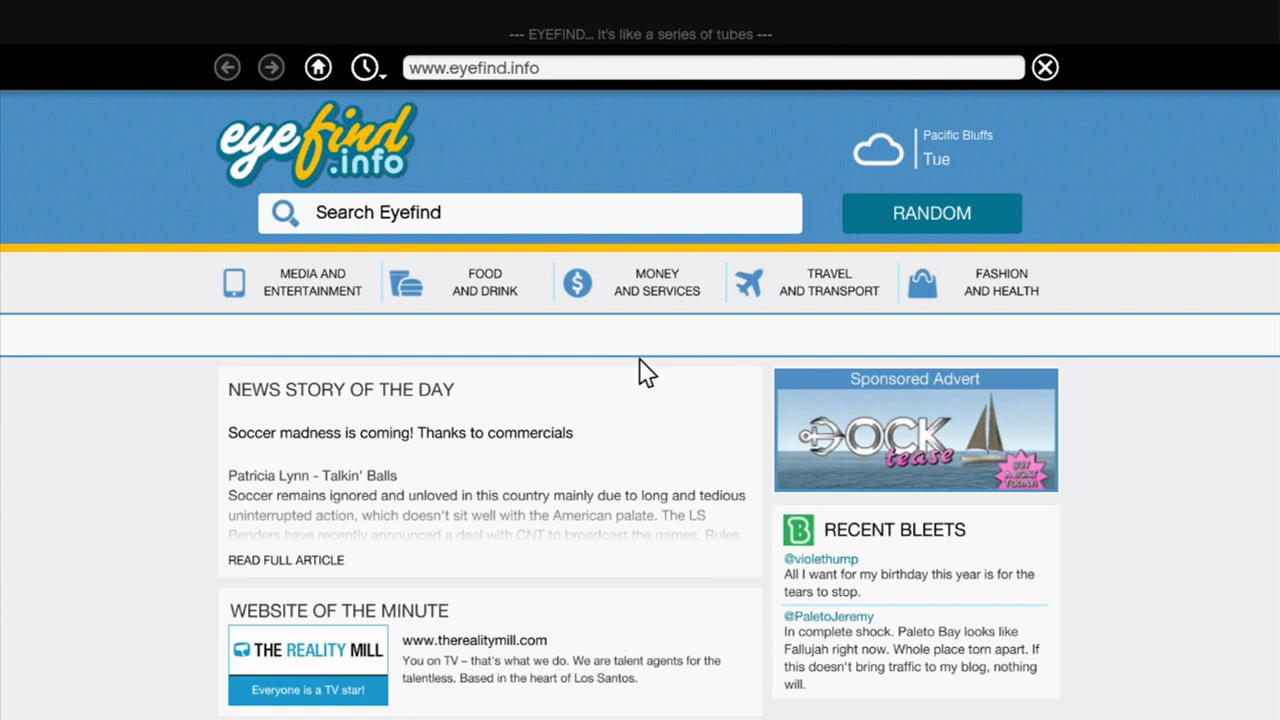 --- EYEFIND... It's like a series of tubes ---
www.eyefind.info
eyefind
.info
Pacific Bluffs
Tue
Search Eyefind
RANDOM
MEDIA AND
ENTERTAINMENT
FOOD
AND DRINK
MONEY
AND SERVICES
TRAVEL
AND TRANSPORT
FASHION
AND HEALTH
NEWS STORY OF THE DAY
Soccer madness is coming! Thanks to commercials
Patricia Lynn - Talkin' Balls
Soccer remains ignored and unloved in this country mainly due to long and tedious
uninterrupted action, which doesn't sit well with the American palate. The LS
Benders have recently announced a deal with CNT to broadcast the games. Rules
READ FULL ARTICLE
WEBSITE OF THE MINUTE
THE REALITY MILL
Everyone is a TV star!
www.therealitymill.com
You on TV – that's what we do. We are talent agents for the
talentless. Based in the heart of Los Santos.
Sponsored Advert
DOCK
tease
BUY
A BOAT
TODAY!
B
RECENT BLEETS
@violethump
All I want for my birthday this year is for the
tears to stop.
@PaletoJeremy
In complete shock. Paleto Bay looks like
Fallujah right now. Whole place torn apart. If
this doesn't bring traffic to my blog, nothing
will.